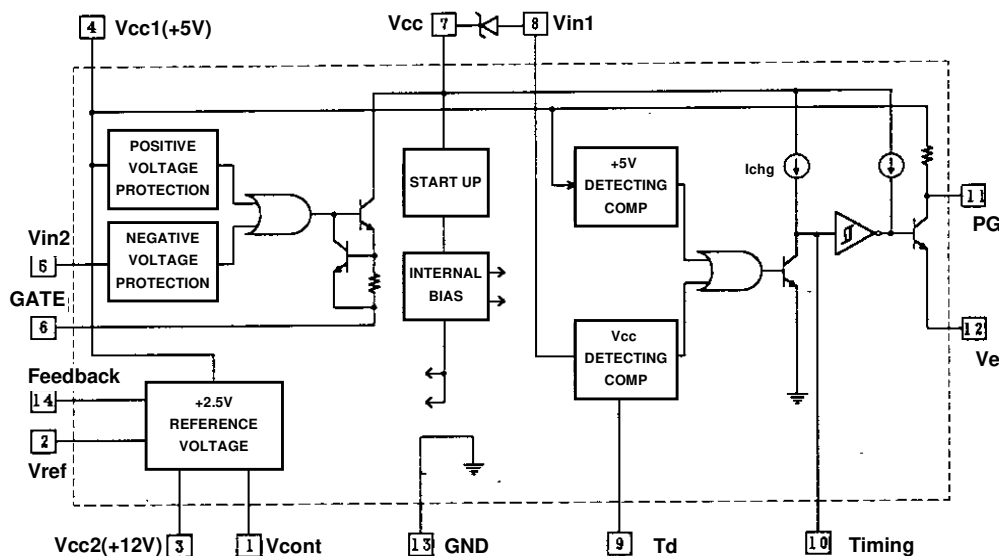 4 Vcc1(+5V)
Vcc 7
8 Vin1
POSITIVE
VOLTAGE
PROTECTION
START UP
+5V
DETECTING
COMP
Ichg
11
PG
Vin2
6
NEGATIVE
VOLTAGE
PROTECTION
INTERNAL
BIAS
GATE
6
Vcc
DETECTING
COMP
12
Ve
Feedback
14
+2.5V
REFERENCE
VOLTAGE
2
Vref
Vcc2(+12V) 3
1 Vcont
13 GND
9 Td
10 Timing